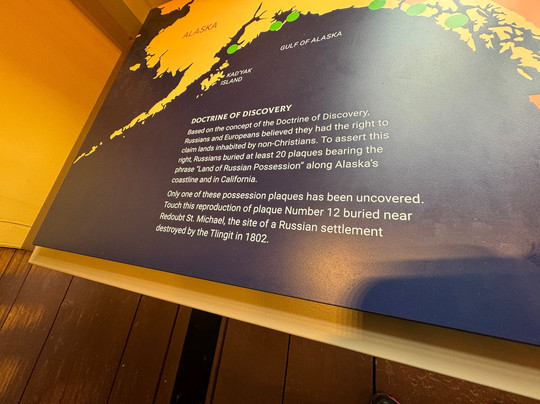 ALASKA
GULF OF ALASKA
KAD'YAK
ISLAND
DOCTRINE OF DISCOVERY
Based on the concept of the Doctrine of Discovery,
Russians and Europeans believed they had the right to
claim lands inhabited by non-Christians. To assert this
right, Russians buried at least 20 plaques bearing the
phrase "Land of Russian Possession" along Alaska's
coastline and in California.
Only one of these possession plaques has been uncovered.
Touch this reproduction of plaque Number 12 buried near
Redoubt St. Michael, the site of a Russian settlement
destroyed by the Tlingit in 1802.